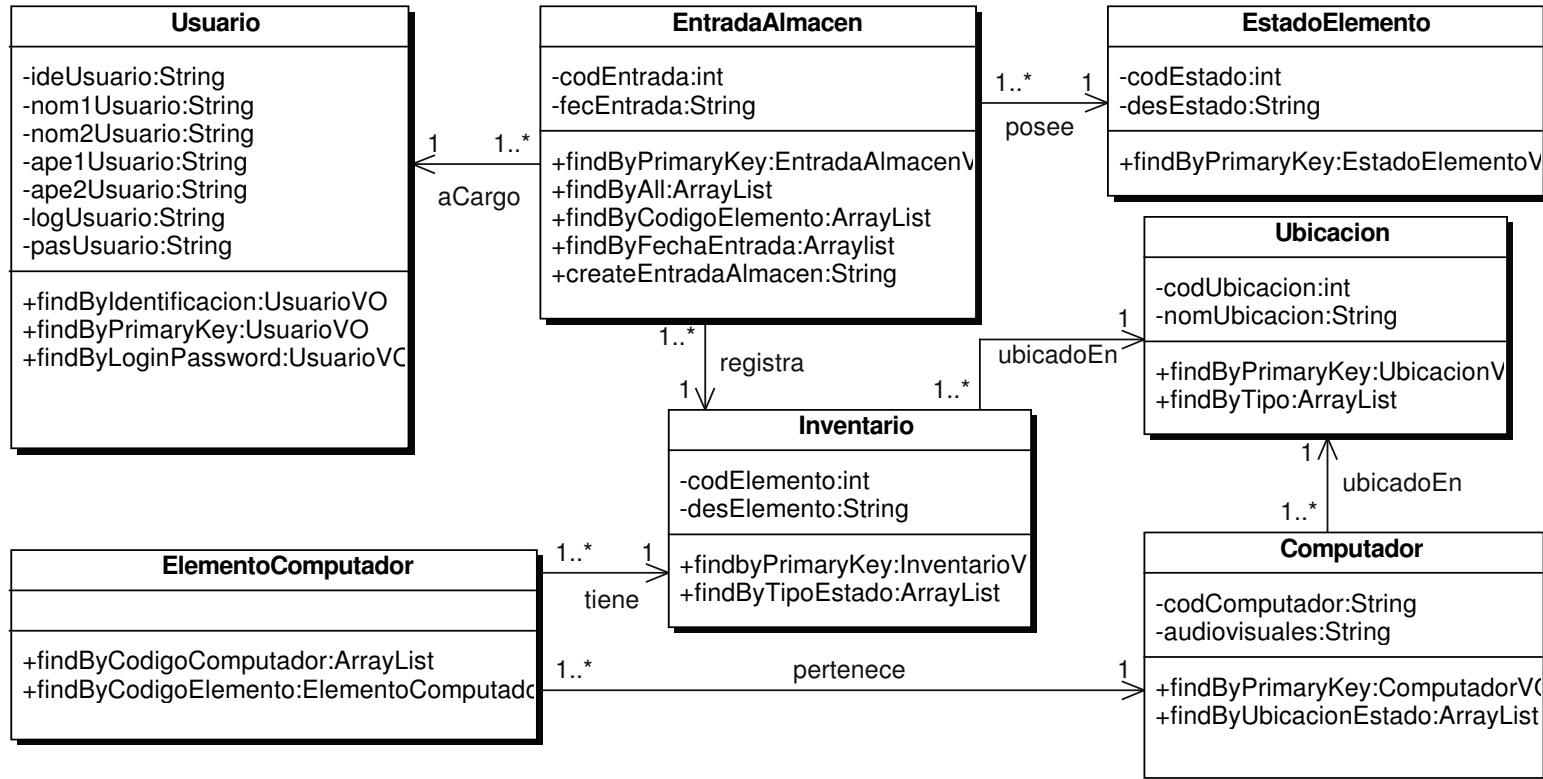 Usuario
-ideUsuario:String
-nom1Usuario:String
-nom2Usuario:String
-ape1Usuario:String
-ape2Usuario:String
-logUsuario:String
-pasUsuario:String
+findByIdentificacion:UsuarioVO
+findByPrimaryKey:UsuarioVO
+findByLoginPassword:UsuarioVO
1
1..*
aCargo
EntradaAlmacen
-codEntrada:int
-fecEntrada:String
+findByPrimaryKey:EntradaAlmacenV
+findByAll:ArrayList
+findByCodigoElemento:ArrayList
+findByFechaEntrada:Arraylist
+createEntradaAlmacen:String
1..*
1
posee
EstadoElemento
-codEstado:int
-desEstado:String
+findByPrimaryKey:EstadoElementoV
1..*
registra
1
1..*
ubicadoEn
1
Ubicacion
-codUbicacion:int
-nomUbicacion:String
+findByPrimaryKey:UbicacionV
+findByTipo:ArrayList
Inventario
-codElemento:int
-desElemento:String
+findbyPrimaryKey:InventarioV
+findByTipoEstado:ArrayList
1
ubicadoEn
1..*
ElementoComputador
+findByCodigoComputador:ArrayList
+findByCodigoElemento:ElementoComputado
1..*
1
tiene
1..*
pertenece
1
Computador
-codComputador:String
-audiovisuales:String
+findByPrimaryKey:ComputadorVO
+findByUbicacionEstado:ArrayList